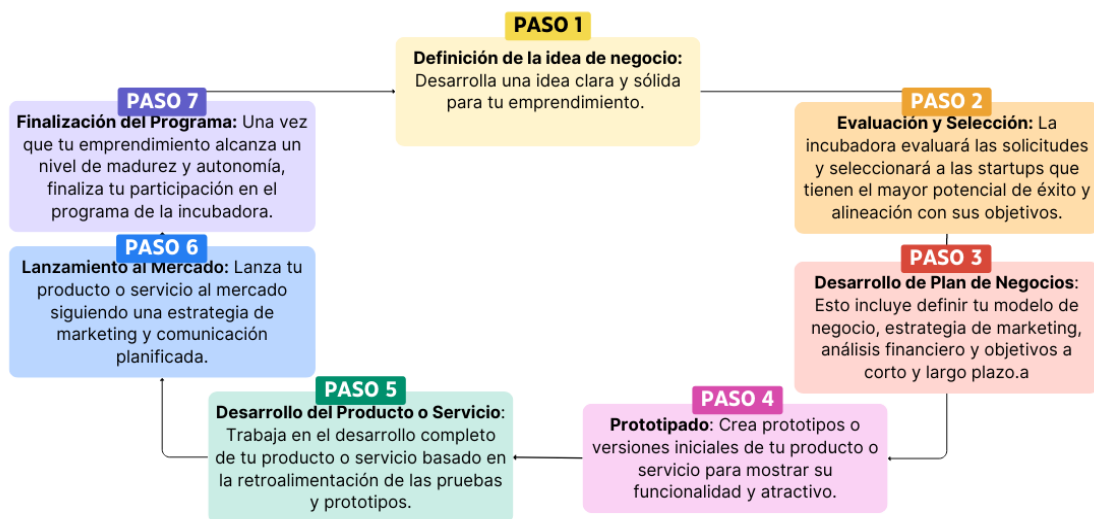 PASO 1
Definición de la idea de negocio:
Desarrolla una idea clara y sólida
para tu emprendimiento.
PASO 2
Evaluación y Selección: La
incubadora evaluará las solicitudes
y seleccionará a las startups que
tienen el mayor potencial de éxito y
alineación con sus objetivos.
PASO 3
Desarrollo de Plan de Negocios:
Esto incluye definir tu modelo de
negocio, estrategia de marketing,
análisis financiero y objetivos a
corto y largo plazo.a
PASO 4
Prototipado: Crea prototipos o
versiones iniciales de tu producto o
servicio para mostrar su
funcionalidad y atractivo.
PASO 5
Desarrollo del Producto o Servicio:
Trabaja en el desarrollo completo
de tu producto o servicio basado en
la retroalimentación de las pruebas
y prototipos.
PASO 6
Lanzamiento al Mercado: Lanza tu
producto o servicio al mercado
siguiendo una estrategia de
marketing y comunicación
planificada.
PASO 7
Finalización del Programa: Una vez
que tu emprendimiento alcanza un
nivel de madurez y autonomía,
finaliza tu participación en el
programa de la incubadora.